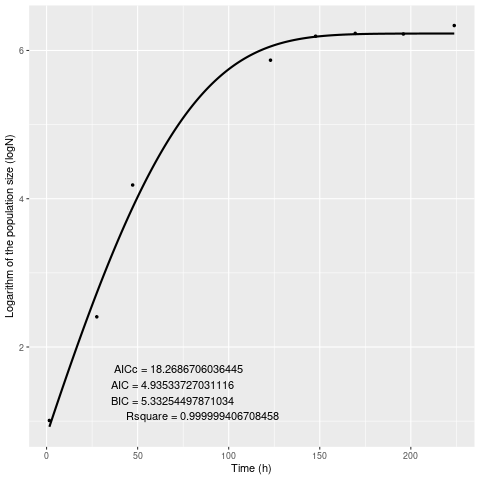 Logarithm of the population size (logN)
6
4
2
AICc = 18.2686706036445
AIC = 4.93533727031116
BIC = 5.33254497871034
Rsquare = 0.999999406708458
0 50 100 150 200
Time (h)